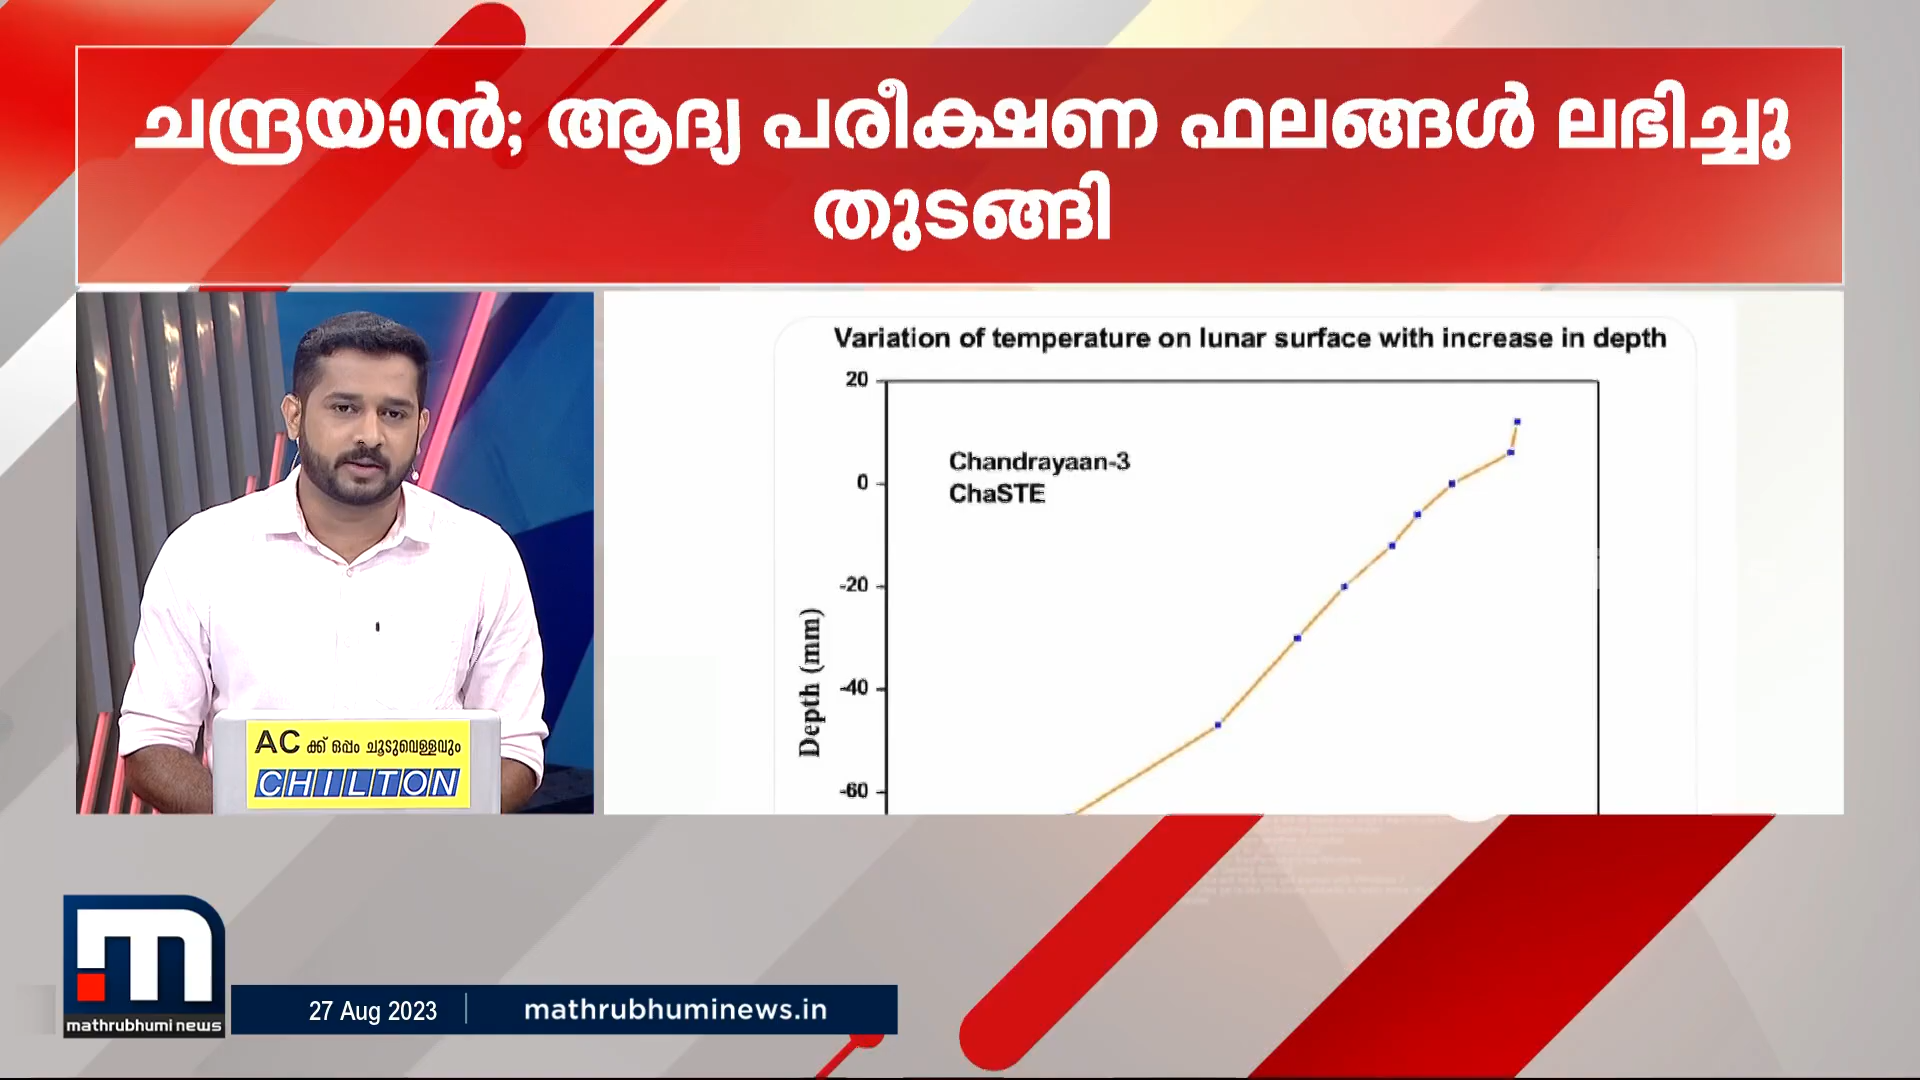 ചന്ദ്രയാൻ; ആദ്യ പരീക്ഷണ ഫലങ്ങൾ ലഭിച്ചു
തുടങ്ങി
Variation of temperature on lunar surface with increase in depth
20
Chandrayaan-3
0
ChaSTE
-20
Depth (mm)
-40
-60
AC ക്ക് ഒപ്പം ചൂടുവെള്ളവും
CHILTON
mathrubhumi news
27 Aug 2023
mathrubhuminews.in